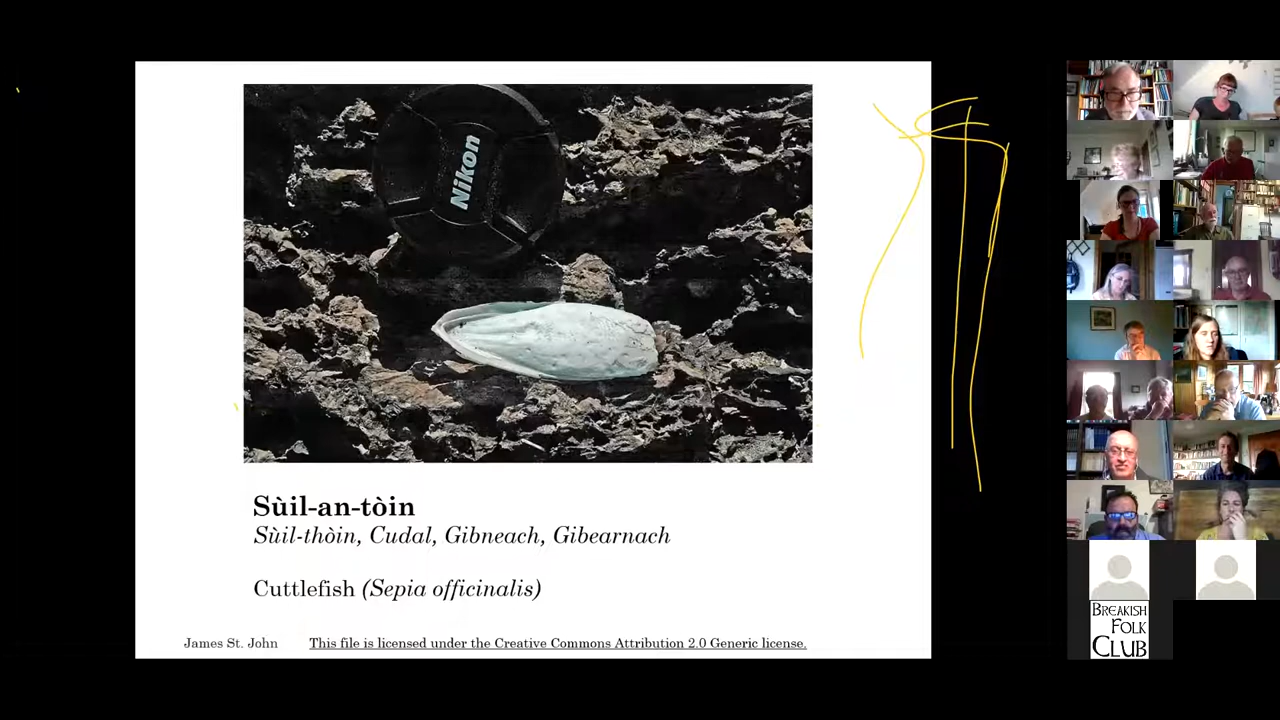 Nikon
Sùil-an-tòin
Sùil-thòin, Cudal, Gibneach, Gibearnach
Cuttlefish (Sepia officinalis)
James St. John This file is licensed under the Creative Commons Attribution 2.0 Generic license.
BREAKISH
FOLK
CLUB